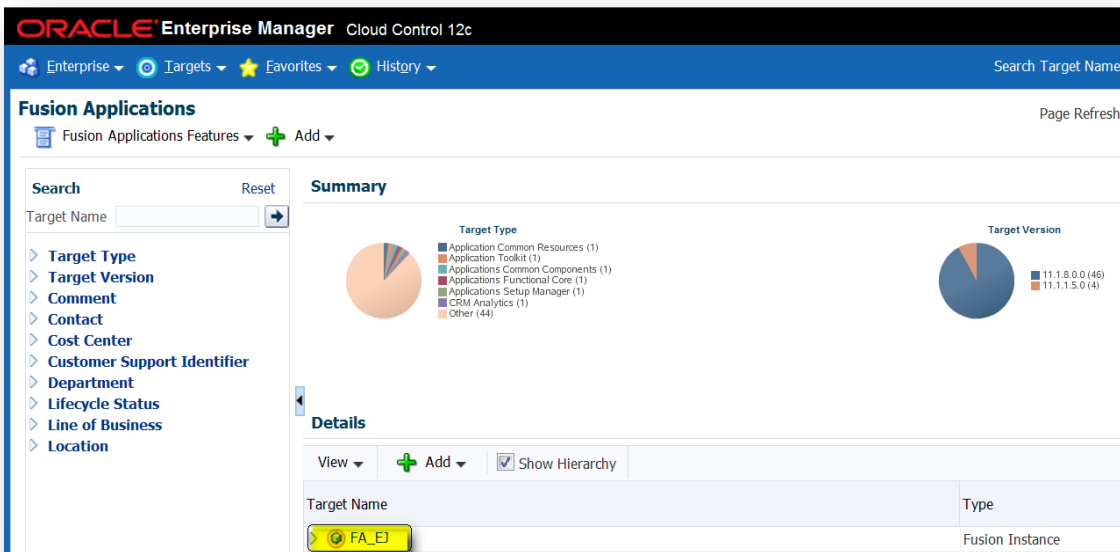 ORACLE Enterprise Manager Cloud Control 12c
Enterprise Targets Favorites History Search Target Name
Fusion Applications
Page Refresh
Fusion Applications Features Add
Search Reset
Target Name
Target Type
Target Version
Comment
Contact
Cost Center
Customer Support Identifier
Department
Lifecycle Status
Line of Business
Location
Summary
Target Type
Application Common Resources (1)
Application Toolkit (1)
Applications Common Components (1)
Applications Functional Core (1)
Applications Setup Manager (1)
CRM Analytics (1)
Other (44)
Target Version
11.1.8.0.0 (46)
11.1.1.5.0 (4)
Details
View Add Show Hierarchy
Target Name Type
FA_EJ Fusion Instance